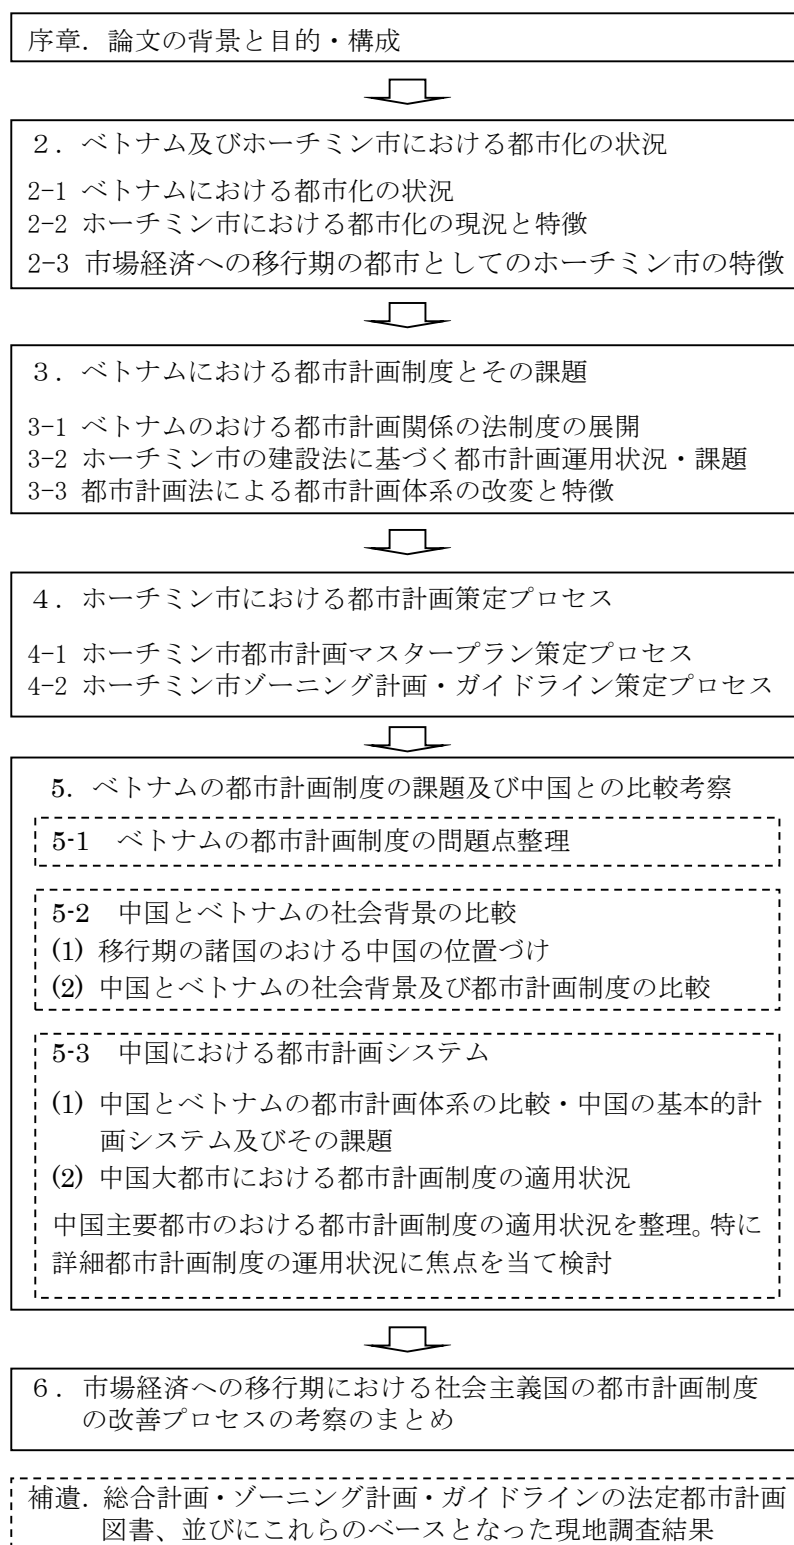 序章．論文の背景と目的・構成
２．ベトナム及びホーチミン市における都市化の状況
2-1 ベトナムにおける都市化の状況
2-2 ホーチミン市における都市化の現況と特徴
2-3 市場経済への移行期の都市としてのホーチミン市の特徴
３．ベトナムにおける都市計画制度とその課題
3-1 ベトナムのおける都市計画関係の法制度の展開
3-2 ホーチミン市の建設法に基づく都市計画運用状況・課題
3-3 都市計画法による都市計画体系の改変と特徴
４．ホーチミン市における都市計画策定プロセス
4-1 ホーチミン市都市計画マスタープラン策定プロセス
4-2 ホーチミン市ゾーニング計画・ガイドライン策定プロセス
5．ベトナムの都市計画制度の課題及び中国との比較考察
5-1　ベトナムの都市計画制度の問題点整理
5-2　中国とベトナムの社会背景の比較
(1) 移行期の諸国のおける中国の位置づけ
(2) 中国とベトナムの社会背景及び都市計画制度の比較
5-3　中国における都市計画システム
(1) 中国とベトナムの都市計画体系の比較・中国の基本的計
画システム及びその課題
(2) 中国大都市における都市計画制度の適用状況
中国主要都市のおける都市計画制度の適用状況を整理。特に
詳細都市計画制度の運用状況に焦点を当て検討
６．市場経済への移行期における社会主義国の都市計画制度
の改善プロセスの考察のまとめ
補遺．総合計画・ゾーニング計画・ガイドラインの法定都市計画
図書、並びにこれらのベースとなった現地調査結果